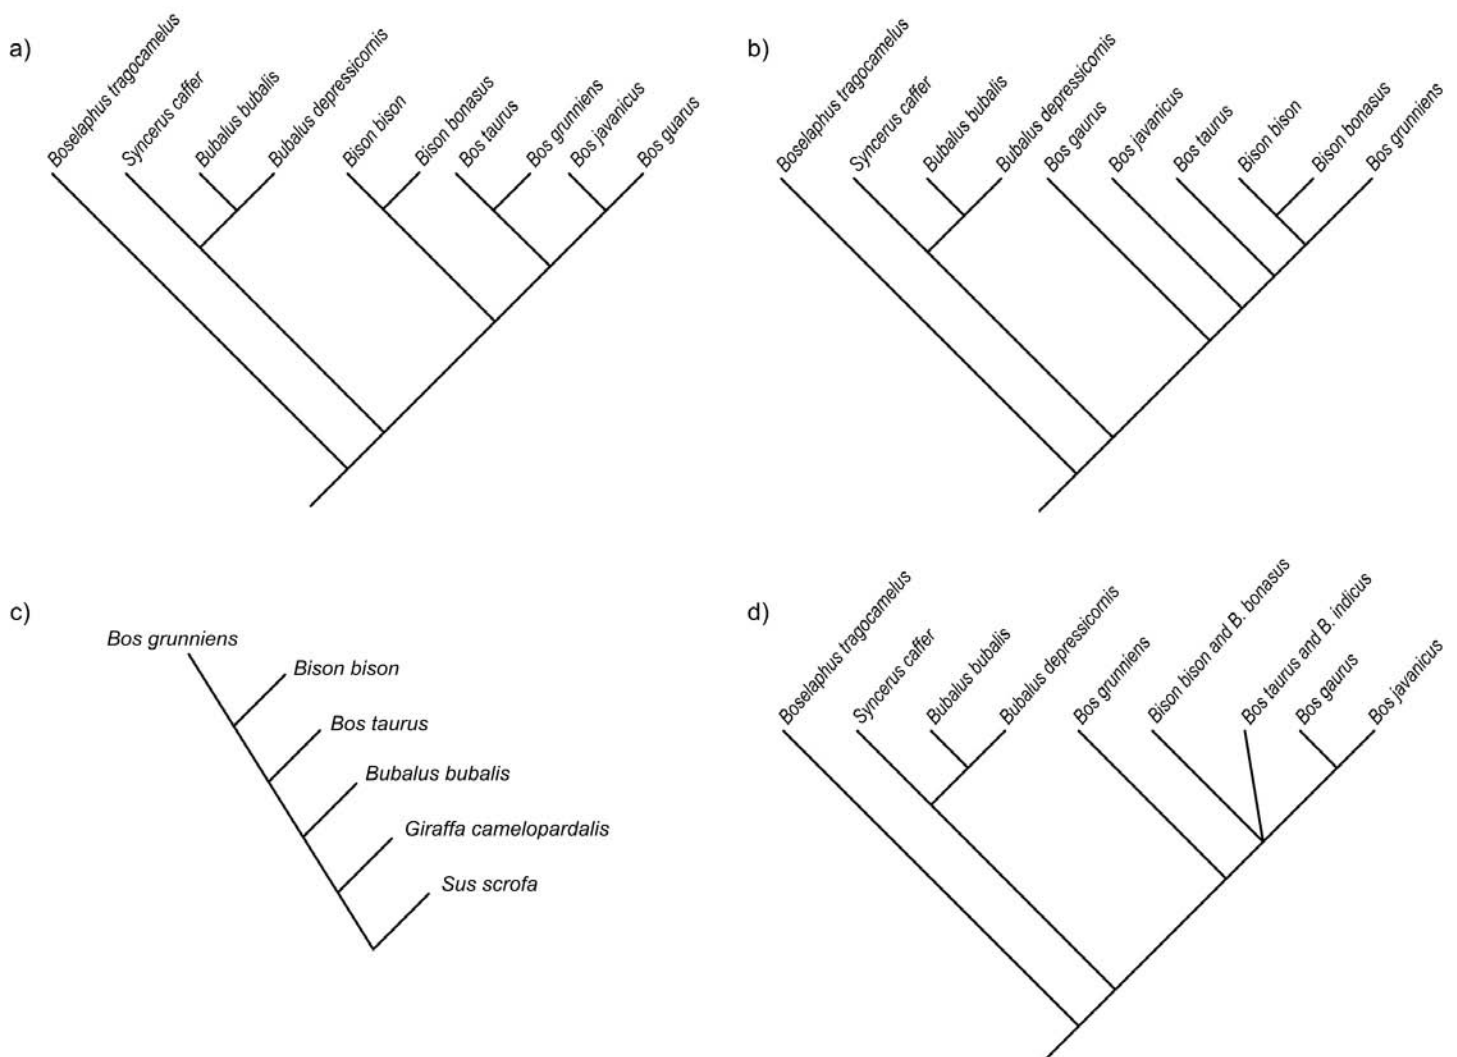 a)
Boselaphus tragocamelus
Syncerus caffer
Bubalus bubalis
Bubalus depressicornis
Bison bison
Bison bonasus
Bos taurus
Bos grunniens
Bos javanicus
Bos guarus
b)
Boselaphus tragocamelus
Syncerus caffer
Bubalus bubalis
Bubalus depressicornis
Bos gaurus
Bos javanicus
Bos taurus
Bison bison
Bison bonasus
Bos grunniens
c)
Bos grunniens
Bison bison
Bos taurus
Bubalus bubalis
Giraffa camelopardalis
Sus scrofa
d)
Boselaphus tragocamelus
Syncerus caffer
Bubalus bubalis
Bubalus depressicornis
Bos grunniens
Bison bison and B. bonasus
Bos taurus and B. indicus
Bos gaurus
Bos javanicus